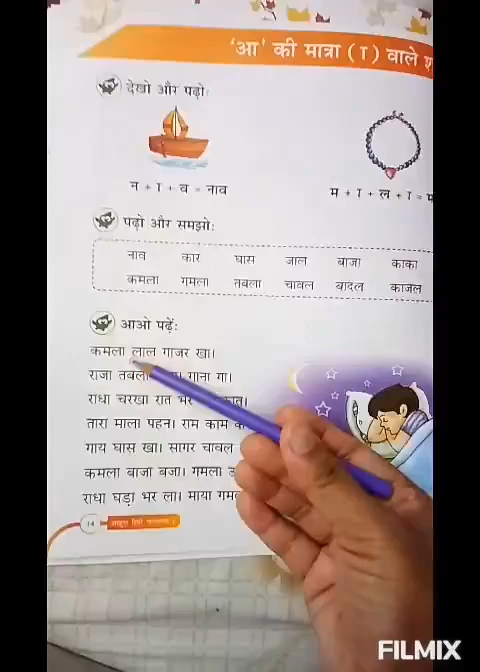 'आ' की मात्रा ( ा ) वाले
देखो और पढ़ो:
न + ा + व = नाव
म + ा + ल + ा =
पढ़ो और समझो:
नाव कार घास जाल बाजा काका
कमला गमला तबला चावल बादल काजल
आओ पढ़ें:
कमला लाल गाजर खा।
राजा तबला गाना गा।
राधा चरखा रात भर
तारा माला पहन। राम काम
गाय घास खा। सागर चावल
कमला बाजा बजा। गमला
राधा घड़ा भर ला। माया
14
FILMIX